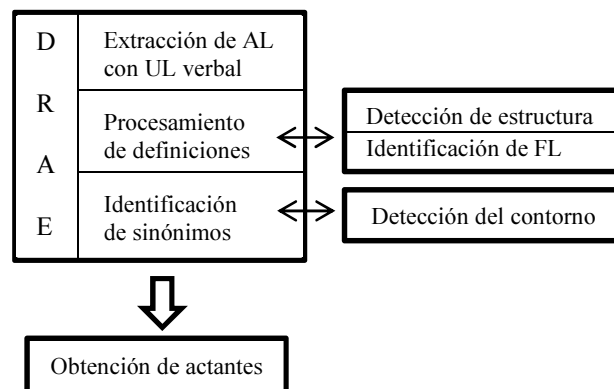 D
R
A
E
Extracción de AL
con UL verbal
Procesamiento
de definiciones
Identificación
de sinónimos
Detección de estructura
Identificación de FL
Detección del contorno
Obtención de actantes